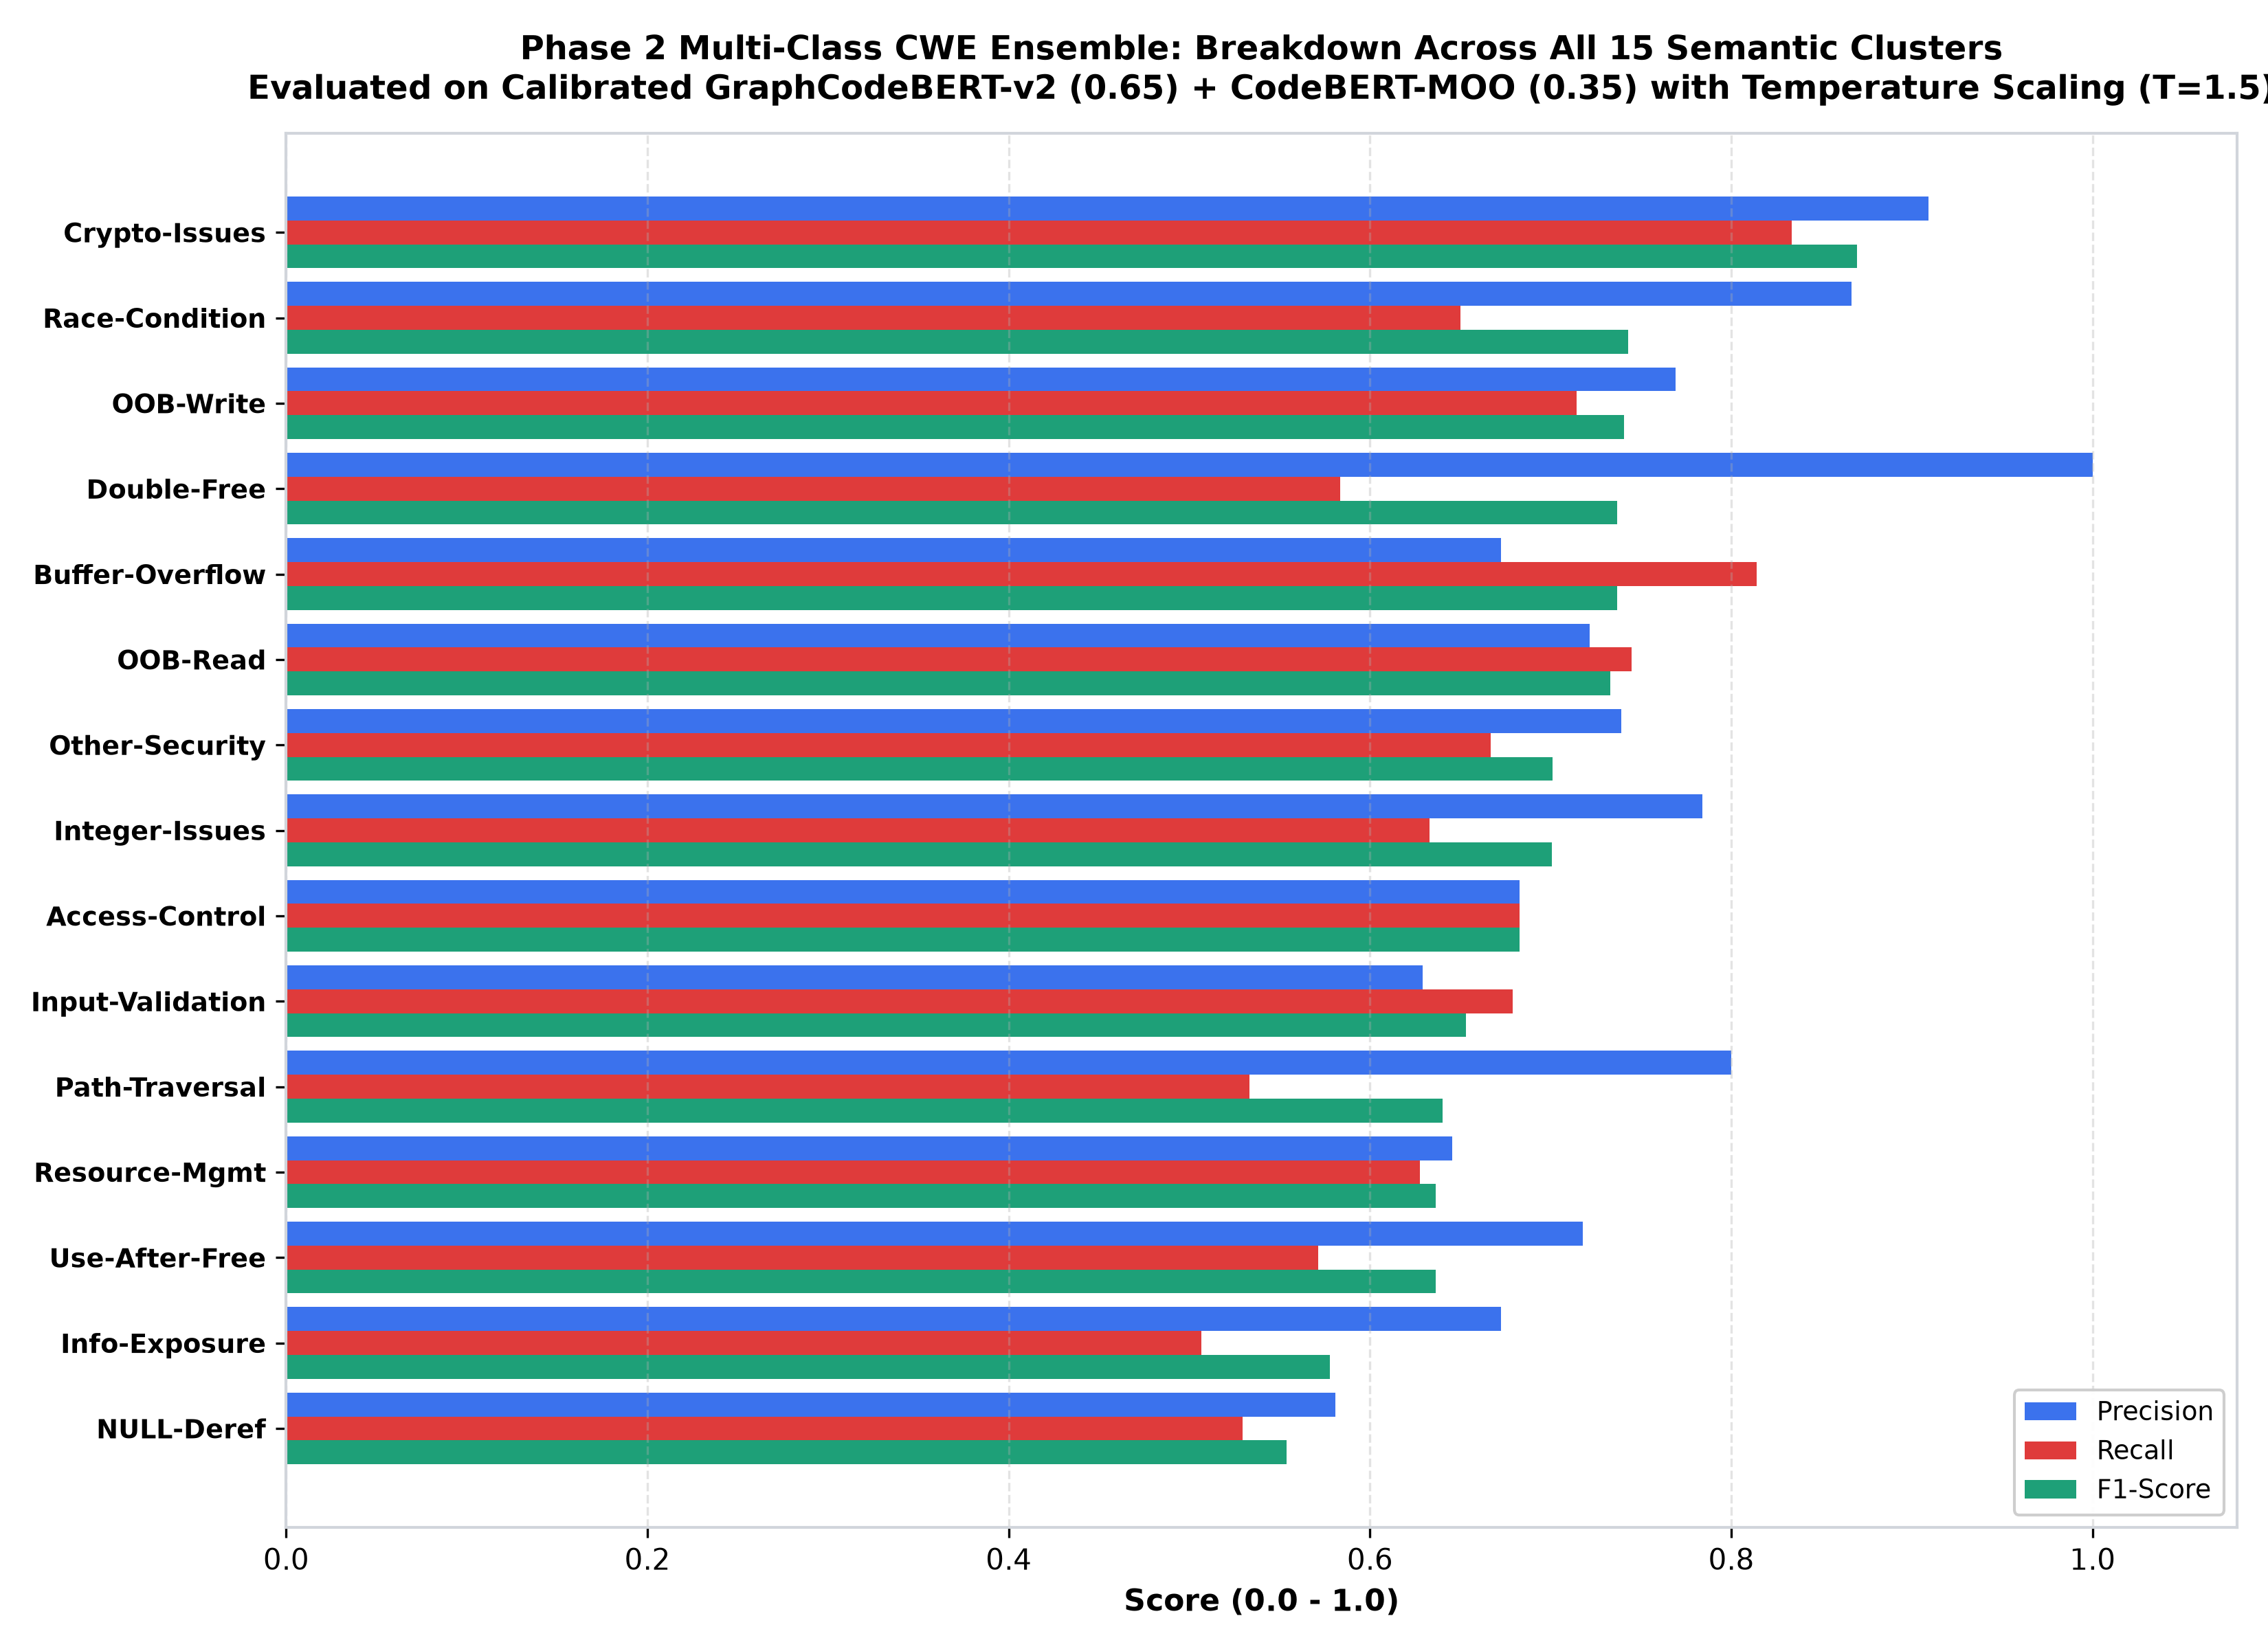 Phase 2 Multi-Class CWE Ensemble: Breakdown Across All 15 Semantic Clusters
Evaluated on Calibrated GraphCodeBERT-v2 (0.65) + CodeBERT-MOO (0.35) with Temperature Scaling (T=1.5)
Crypto-Issues
Race-Condition
OOB-Write
Double-Free
Buffer-Overflow
OOB-Read
Other-Security
Integer-Issues
Access-Control
Input-Validation
Path-Traversal
Resource-Mgmt
Use-After-Free
Info-Exposure
NULL-Deref
Precision
Recall
F1-Score
0.0 0.2 0.4 0.6 0.8 1.0
Score (0.0 - 1.0)